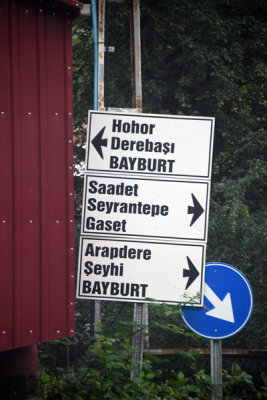 Hohor
Derebaşı
BAYBURT
Saadet
Seyrantepe
Gaset
Arapdere
Şeyhi
BAYBURT